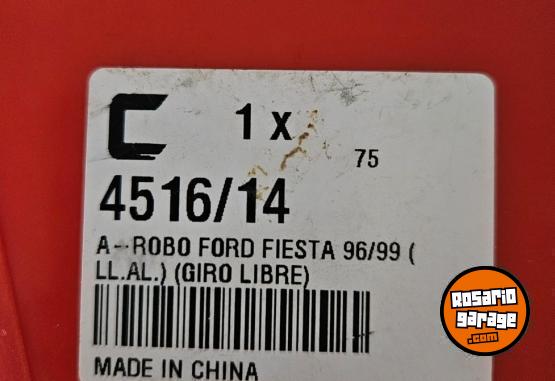 C 1 x
75
4516/14
A--ROBO FORD FIESTA 96/99 (
LL.AL.) (GIRO LIBRE)
MADE IN CHINA
Rosario
garage
.com